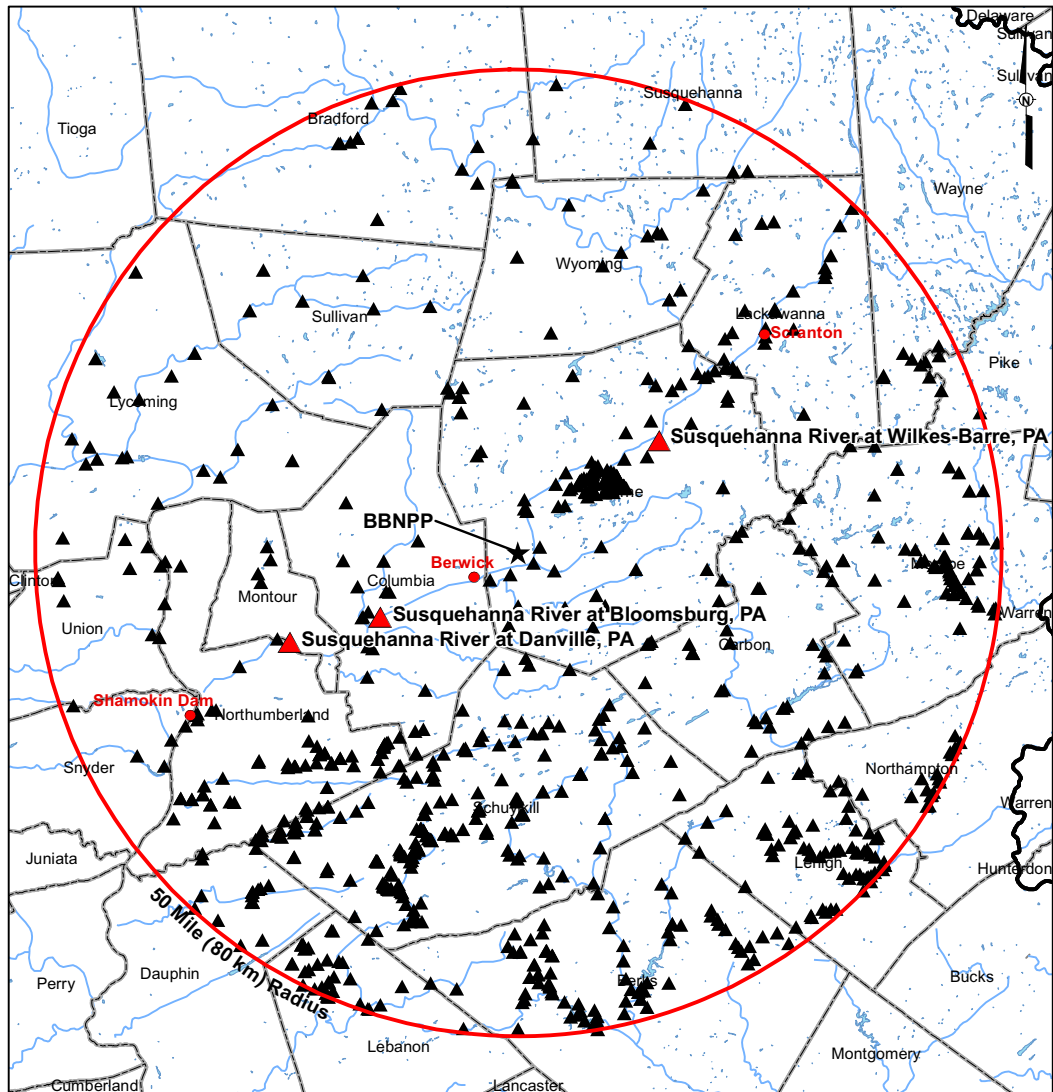 Delaware
Sullivan
Sullivan
N
Susquehanna
Bradford
Tioga
Wayne
Wyoming
Lackawanna
Scranton
Sullivan
Pike
Lycoming
Susquehanna River at Wilkes-Barre, PA
BBNPP
Berwick
Columbia
Monroe
Clinton
Montour
Warren
Susquehanna River at Bloomsburg, PA
Union
Susquehanna River at Danville, PA
Carbon
Shamokin Dam
Northumberland
Snyder
Northampton
Warren
Schuylkill
Juniata
Lehigh
Hunterdon
50 Mile (80 km) Radius
Dauphin
Perry
Berks
Bucks
Lebanon
Montgomery
Cumberland
Lancaster